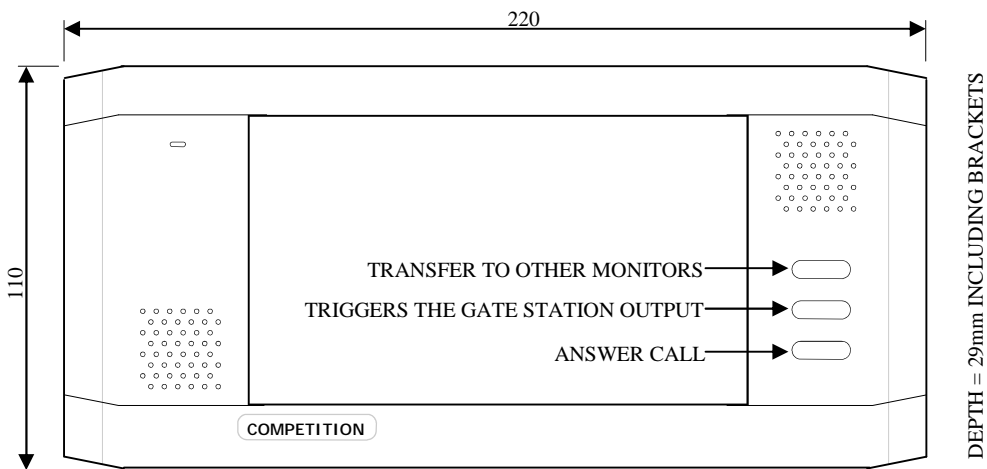 220
110
TRANSFER TO OTHER MONITORS
TRIGGERS THE GATE STATION OUTPUT
ANSWER CALL
COMPETITION
DEPTH = 29mm INCLUDING BRACKETS